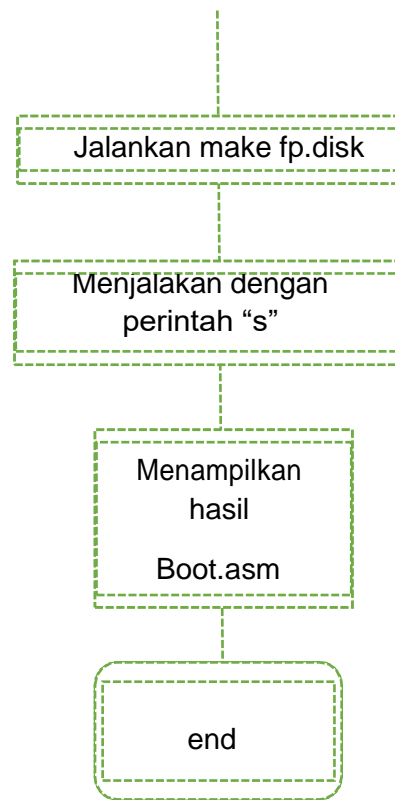 Jalankan make fp.disk
Menjalakan dengan
perintah “s”
Menampilkan
hasil
Boot.asm
end